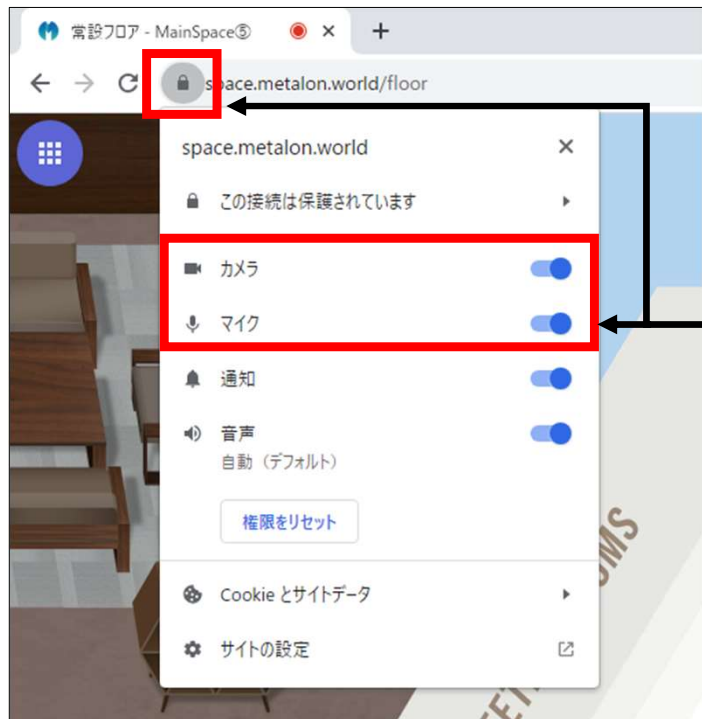 常設フロア - MainSpace⑤
space.metalon.world/floor
space.metalon.world
この接続は保護されています
カメラ
マイク
通知
音声
自動（デフォルト）
権限をリセット
Cookie とサイトデータ
サイトの設定